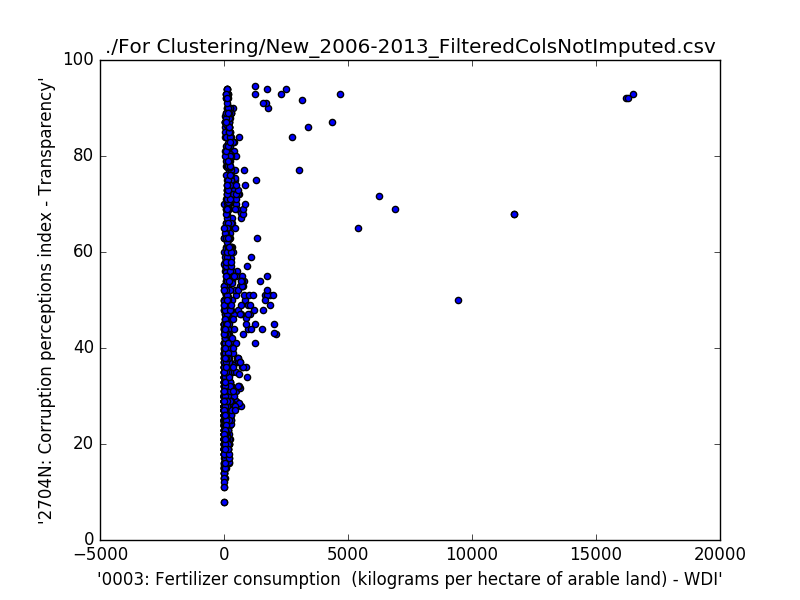 ./For Clustering/New_2006-2013_FilteredColsNotImputed.csv
'2704N: Corruption perceptions index - Transparency'
100
80
60
40
20
0
−5000 0 5000 10000 15000 20000
'0003: Fertilizer consumption  (kilograms per hectare of arable land) - WDI'